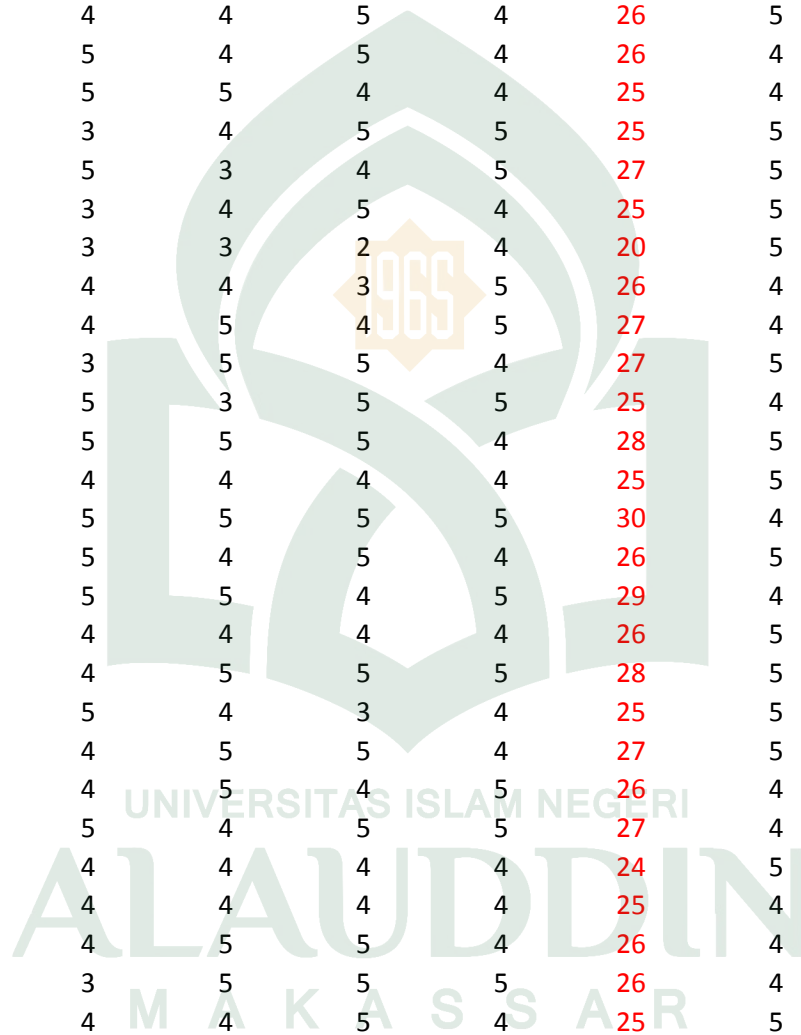 4 4 5 4 26 5
5 4 5 4 26 4
5 5 4 4 25 4
3 4 5 5 25 5
5 3 4 5 27 5
3 4 5 4 25 5
3 3 2 4 20 5
4 4 3 5 26 4
1965
4 5 4 5 27 4
3 5 5 4 27 5
5 3 5 5 25 4
5 5 5 4 28 5
4 4 4 4 25 5
5 5 5 5 30 4
5 4 5 4 26 5
5 5 4 5 29 4
4 4 4 4 26 5
4 5 5 5 28 5
5 4 3 4 25 5
4 5 5 4 27 5
4 5 4 5 26 4
UNIVERSITAS ISLAM NEGERI
5 4 5 5 27 4
4 4 4 4 24 5
ALAUDDIN
4 4 4 4 25 4
4 5 5 4 26 4
3 5 5 5 26 4
MAKASSAR
4 4 5 4 25 5